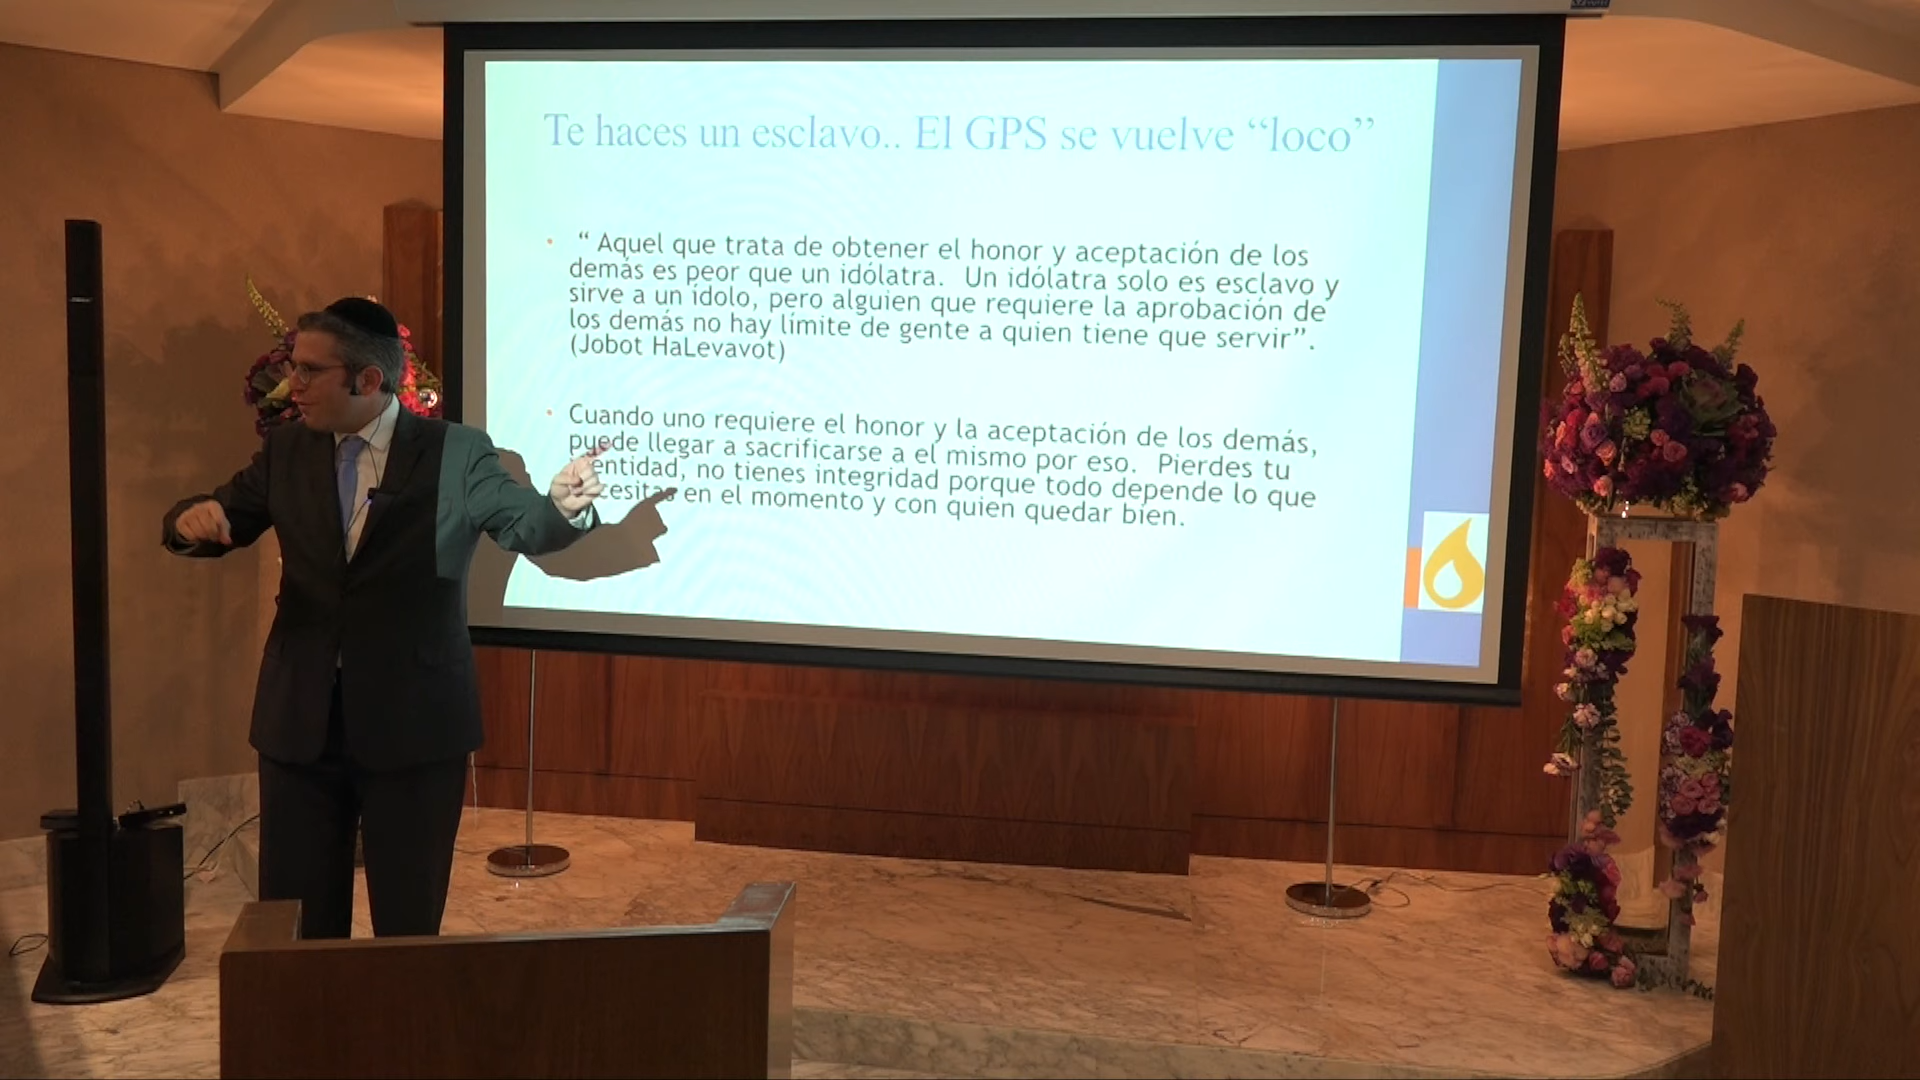 Te haces un esclavo.. El GPS se vuelve “loco”
“ Aquel que trata de obtener el honor y aceptación de los
demás es peor que un idólatra. Un idólatra solo es esclavo y
sirve a un ídolo, pero alguien que requiere la aprobación de
los demás no hay límite de gente a quien tiene que servir”.
(Jobot HaLevavot)
Cuando uno requiere el honor y la aceptación de los demás,
puede llegar a sacrificarse a el mismo por eso. Pierdes tu
entidad, no tienes integridad porque todo depende lo que
cesitas en el momento y con quien quedar bien.